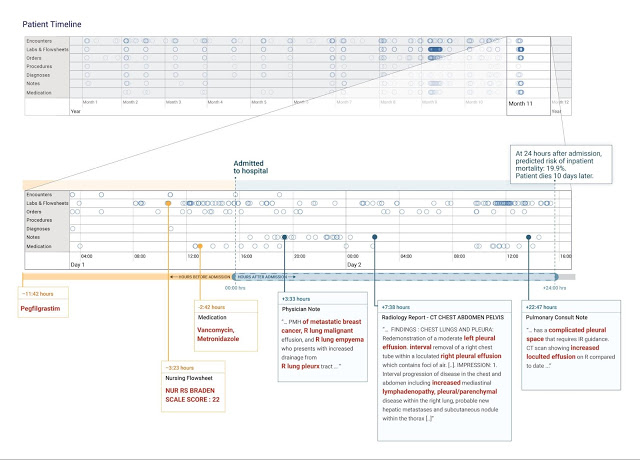 Patient Timeline
Encounters
Labs & Flowsheets
Orders
Procedures
Diagnoses
Notes
Medication
Month 1
Month 2
Month 3
Month 4
Month 5
Month 6
Month 7
Month 8
Month 9
Month 10
Month 11
Month 12
Year
Year
At 24 hours after admission,
predicted risk of inpatient
mortality: 19.9%.
Patient dies 10 days later.
Admitted
to hospital
Encounters
Labs & Flowsheets
Orders
Procedures
Diagnoses
Notes
Medication
04:00
08:00
12:00
16:00
20:00
00:00
04:00
08:00
12:00
16:00
Day 1
Day 2
HOURS BEFORE ADMISSION
HOURS AFTER ADMISSION
00:00 hrs
+24:00 hrs
−11:42 hours
Pegfilgrastim
−3:23 hours
Nursing Flowsheet
NUR RS BRADEN
SCALE SCORE : 22
−2:42 hours
Medication
Vancomycin,
Metronidazole
+3:33 hours
Physician Note
"... PMH of metastatic breast
cancer, R lung malignant
effusion, and R lung empyema
who presents with increased
drainage from
R lung pleurx tract ..."
+7:38 hours
Radiology Report - CT CHEST ABDOMEN PELVIS
"... FINDINGS : CHEST LUNGS AND PLEURA:
Redemonstration of a moderate left pleural
effusion. interval removal of a right chest
tube within a loculated right pleural effusion
which contains foci of air. [..]. IMPRESSION: 1.
Interval progression of disease in the chest and
abdomen including increased mediastinal
lymphadenopathy, pleural/parenchymal
disease within the right lung, probable new
hepatic metastases and subcutaneous nodule
within the thorax [..]"
+22:47 hours
Pulmonary Consult Note
"... has a complicated pleural
space that requires IR guidance.
CT scan showing increased
loculted effusion on R compared
to date ..."